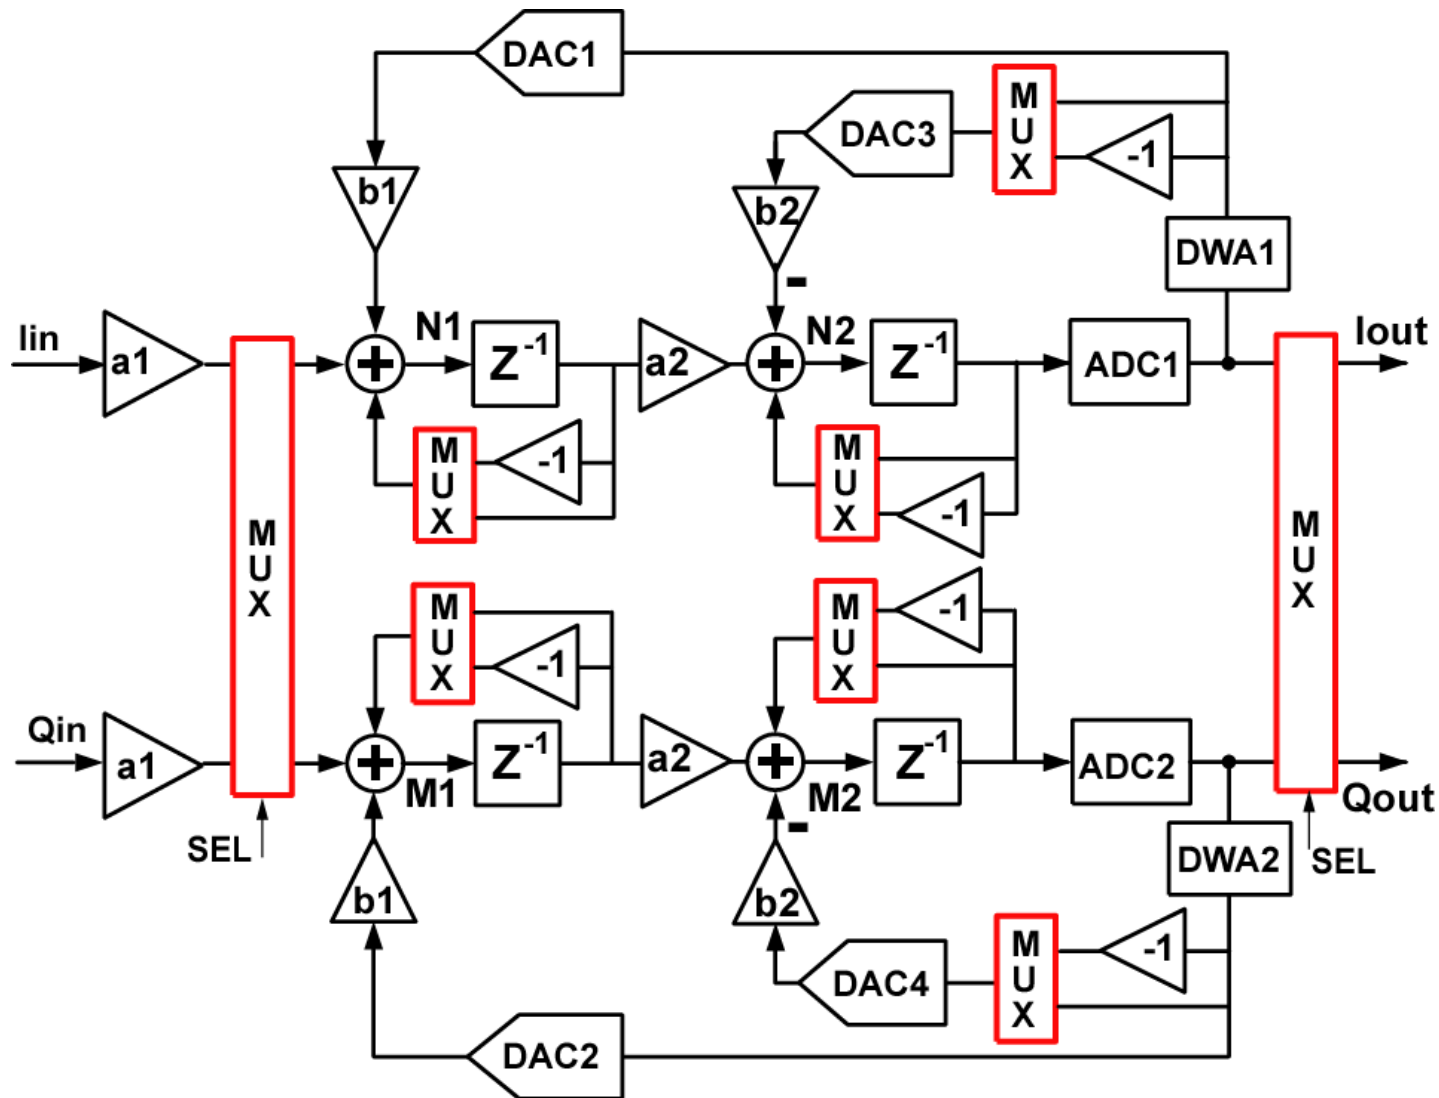 DAC1
MUX
DAC3
-1
b1
b2
DWA1
-
Iin
a1
N1
Z-1
a2
N2
Z-1
ADC1
Iout
MUX
-1
MUX
-1
MUX
MUX
MUX
-1
MUX
-1
Qin
a1
M1
Z-1
a2
M2
Z-1
ADC2
Qout
SEL
-
DWA2
SEL
b1
b2
MUX
-1
DAC4
DAC2